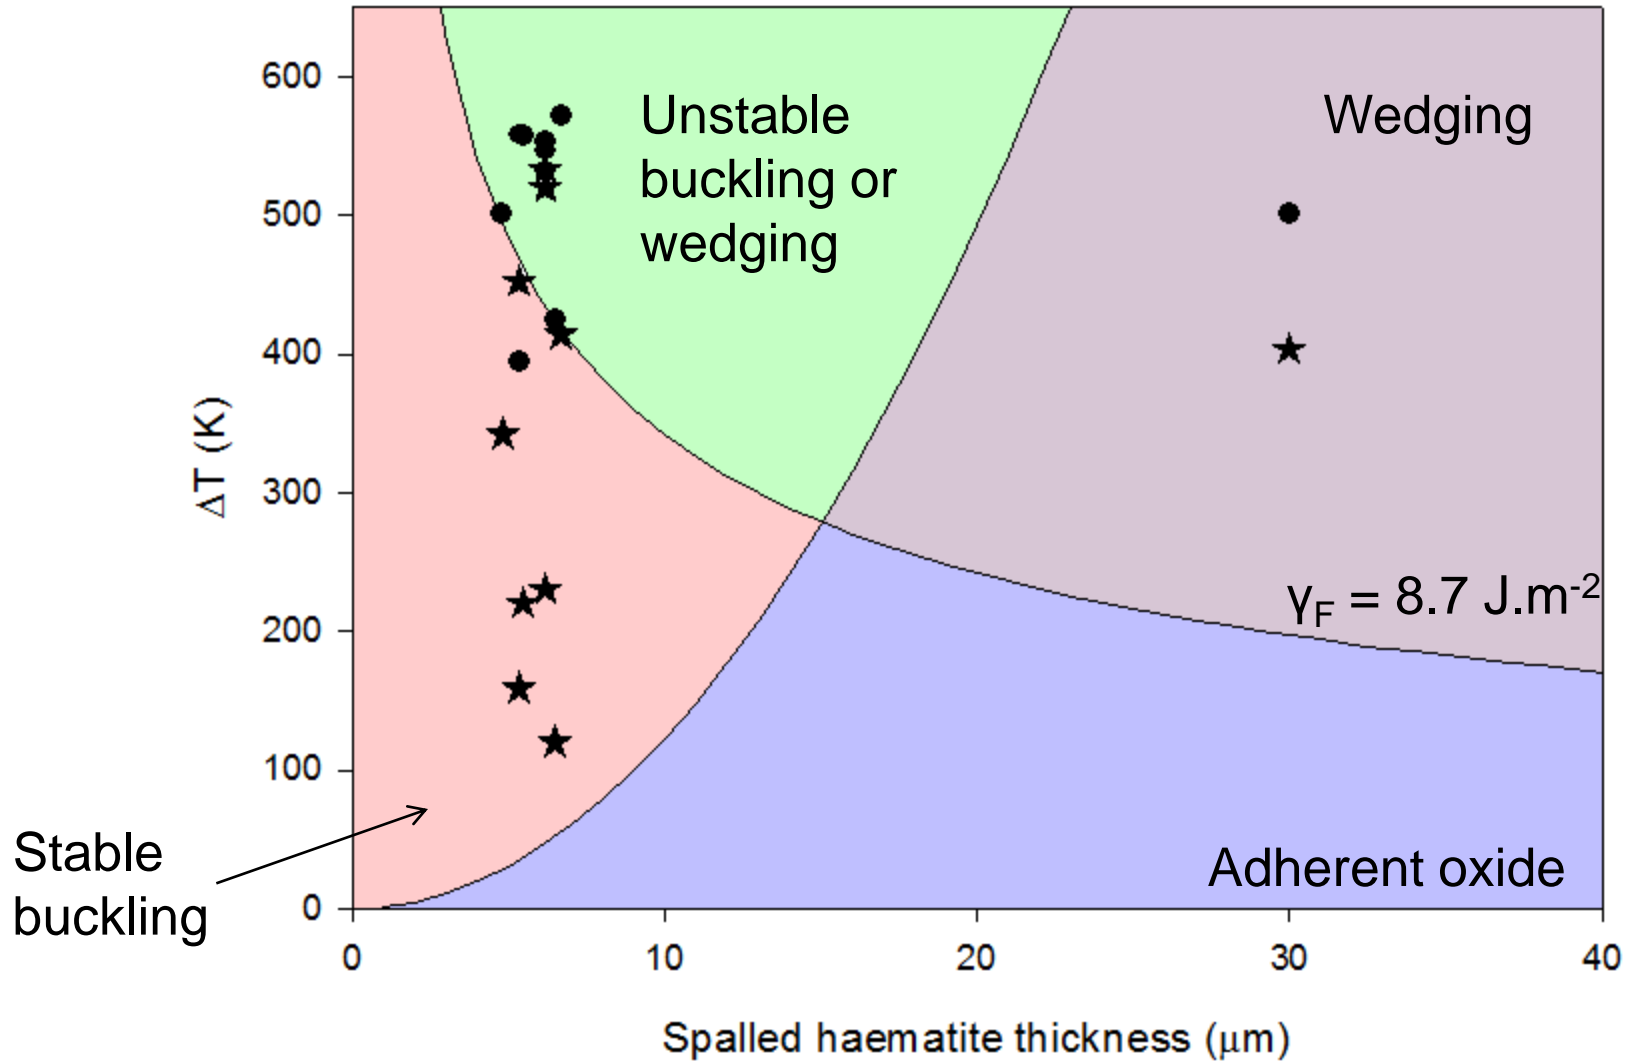 600
500
400
300
200
100
0
ΔT (K)
Unstable
buckling or
wedging
Wedging
γF = 8.7 J.m-2
Adherent oxide
Stable
buckling
0 10 20 30 40
Spalled haematite thickness (μm)